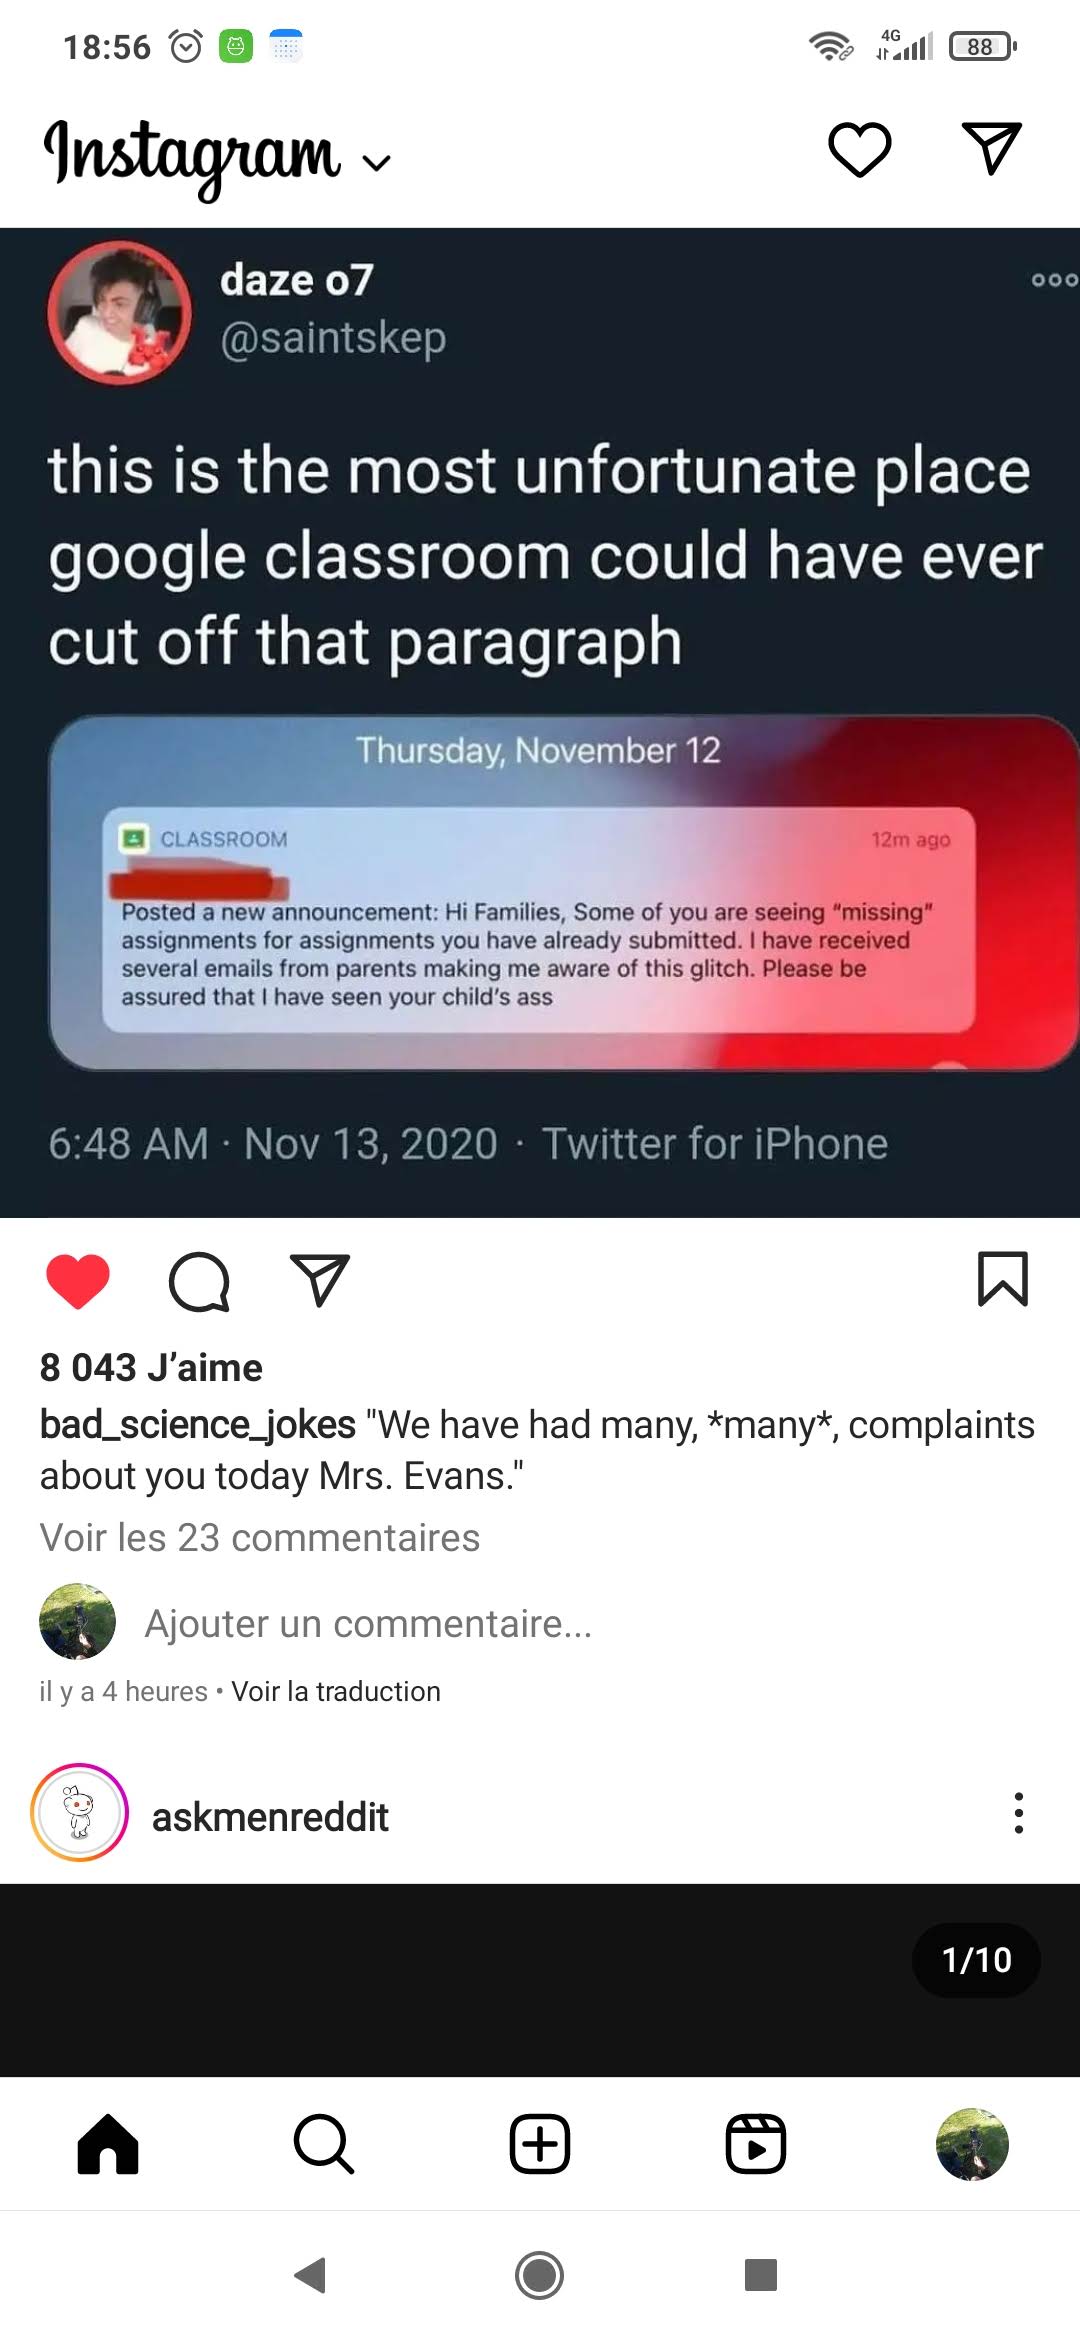 18:56
4G
88
Instagram
daze o7
@saintskep
this is the most unfortunate place
google classroom could have ever
cut off that paragraph
Thursday, November 12
CLASSROOM
12m ago
Posted a new announcement: Hi Families, Some of you are seeing "missing"
assignments for assignments you have already submitted. I have received
several emails from parents making me aware of this glitch. Please be
assured that I have seen your child's ass
6:48 AM · Nov 13, 2020 · Twitter for iPhone
8 043 J'aime
bad_science_jokes "We have had many, *many*, complaints
about you today Mrs. Evans."
Voir les 23 commentaires
Ajouter un commentaire...
il y a 4 heures • Voir la traduction
askmenreddit
1/10